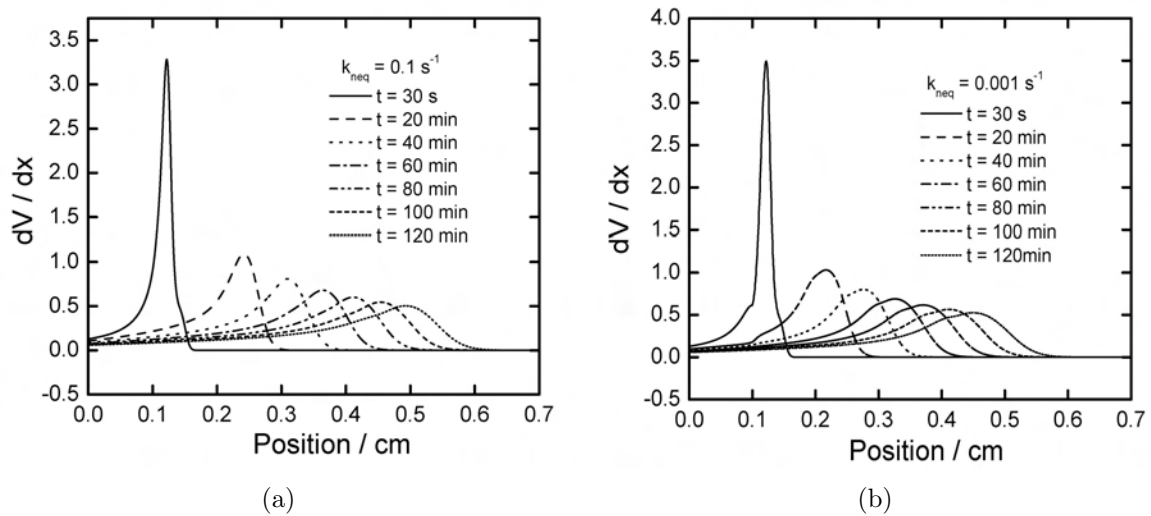 3.5
3.0
2.5
2.0
1.5
1.0
0.5
0.0
-0.5
dV / dx
k_neq = 0.1 s⁻¹
t = 30 s
t = 20 min
t = 40 min
t = 60 min
t = 80 min
t = 100 min
t = 120 min
0.0 0.1 0.2 0.3 0.4 0.5 0.6 0.7
Position / cm
(a)
4.0
3.5
3.0
2.5
2.0
1.5
1.0
0.5
0.0
-0.5
dV / dx
k_neq = 0.001 s⁻¹
t = 30 s
t = 20 min
t = 40 min
t = 60 min
t = 80 min
t = 100 min
t = 120min
0.0 0.1 0.2 0.3 0.4 0.5 0.6 0.7
Position / cm
(b)